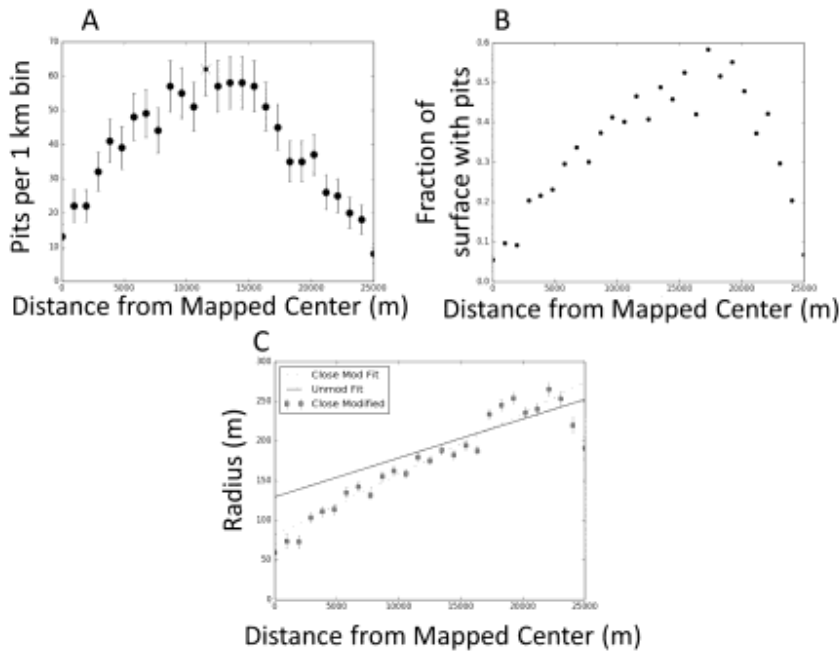 A
Pits per 1 km bin
70
60
50
40
30
20
10
0
0 5000 10000 15000 20000 25000
Distance from Mapped Center (m)
B
Fraction of
surface with pits
0.6
0.5
0.4
0.3
0.2
0.1
0.0
0 5000 10000 15000 20000 25000
Distance from Mapped Center (m)
C
Radius (m)
300
250
200
150
100
50
0
Close Mod Fit
Unmod Fit
Close Modified
0 5000 10000 15000 20000 25000
Distance from Mapped Center (m)